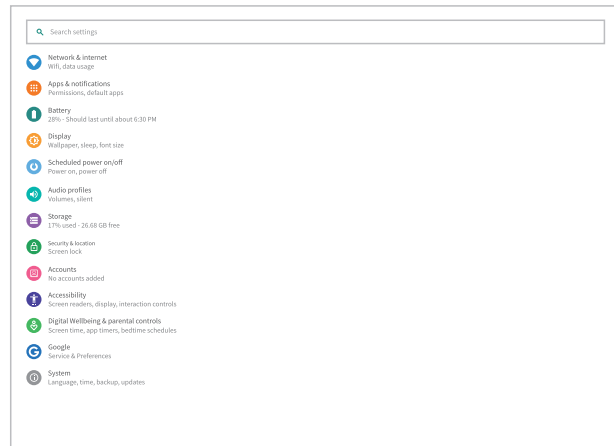 Search settings
Network & internet
Wifi, data usage
Apps & notifications
Permissions, default apps
Battery
28% - Should last until about 6:30 PM
Display
Wallpaper, sleep, font size
Scheduled power on/off
Power on, power off
Audio profiles
Volumes, silent
Storage
17% used - 26,68 GB free
Security & location
Screen lock
Accounts
No accounts added
Accessibility
Screen readers, display, interaction controls
Digital Wellbeing & parental controls
Screen time, app timers, bedtime schedules
Google
Service & Preferences
System
Language, time, backup, updates